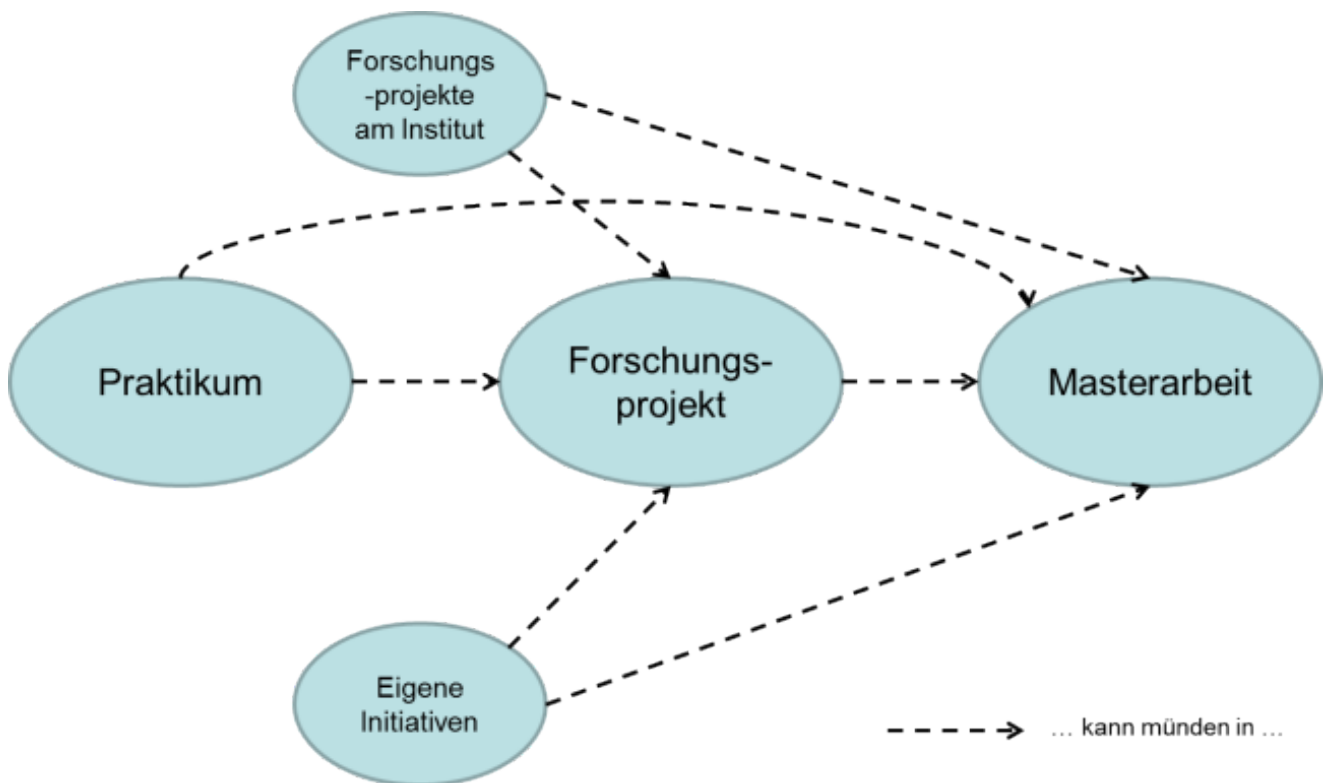 Forschungs
-projekte
am Institut
Praktikum
Forschungs-
projekt
Masterarbeit
Eigene
Initiativen
… kann münden in …